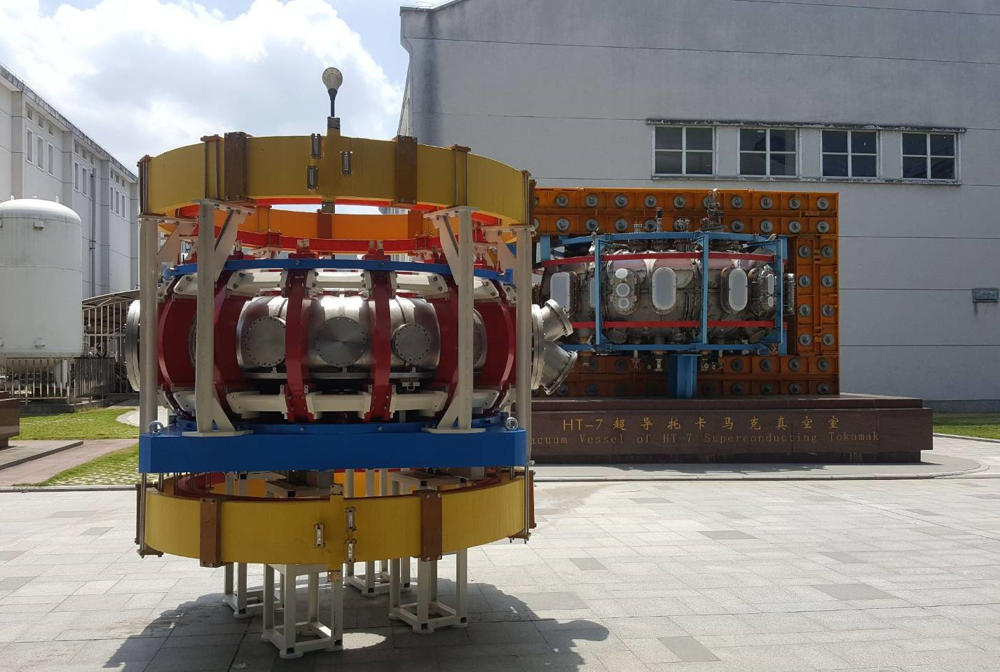 HT-7 超导托卡马克真空室
acuum Vessel of HT-7 Superconducting Tokamak